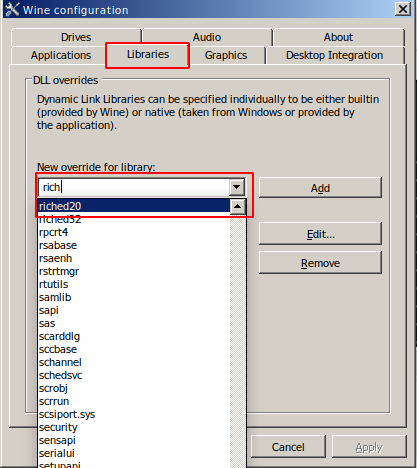 Wine configuration
Drives
Audio
About
Applications
Libraries
Graphics
Desktop Integration
DLL overrides
Dynamic Link Libraries can be specified individually to be either builtin
(provided by Wine) or native (taken from Windows or provided by
the application).
New override for library:
rich
Add
riched20
riched32
rpcrt4
rsabase
rsaenh
rstrtmgr
rtutils
samlib
sapi
sas
scarddlg
sccbase
schannel
schedsvc
scrobj
scrrun
scsiport.sys
security
sensapi
serialui
setupapi
Edit...
Remove
Cancel
Apply